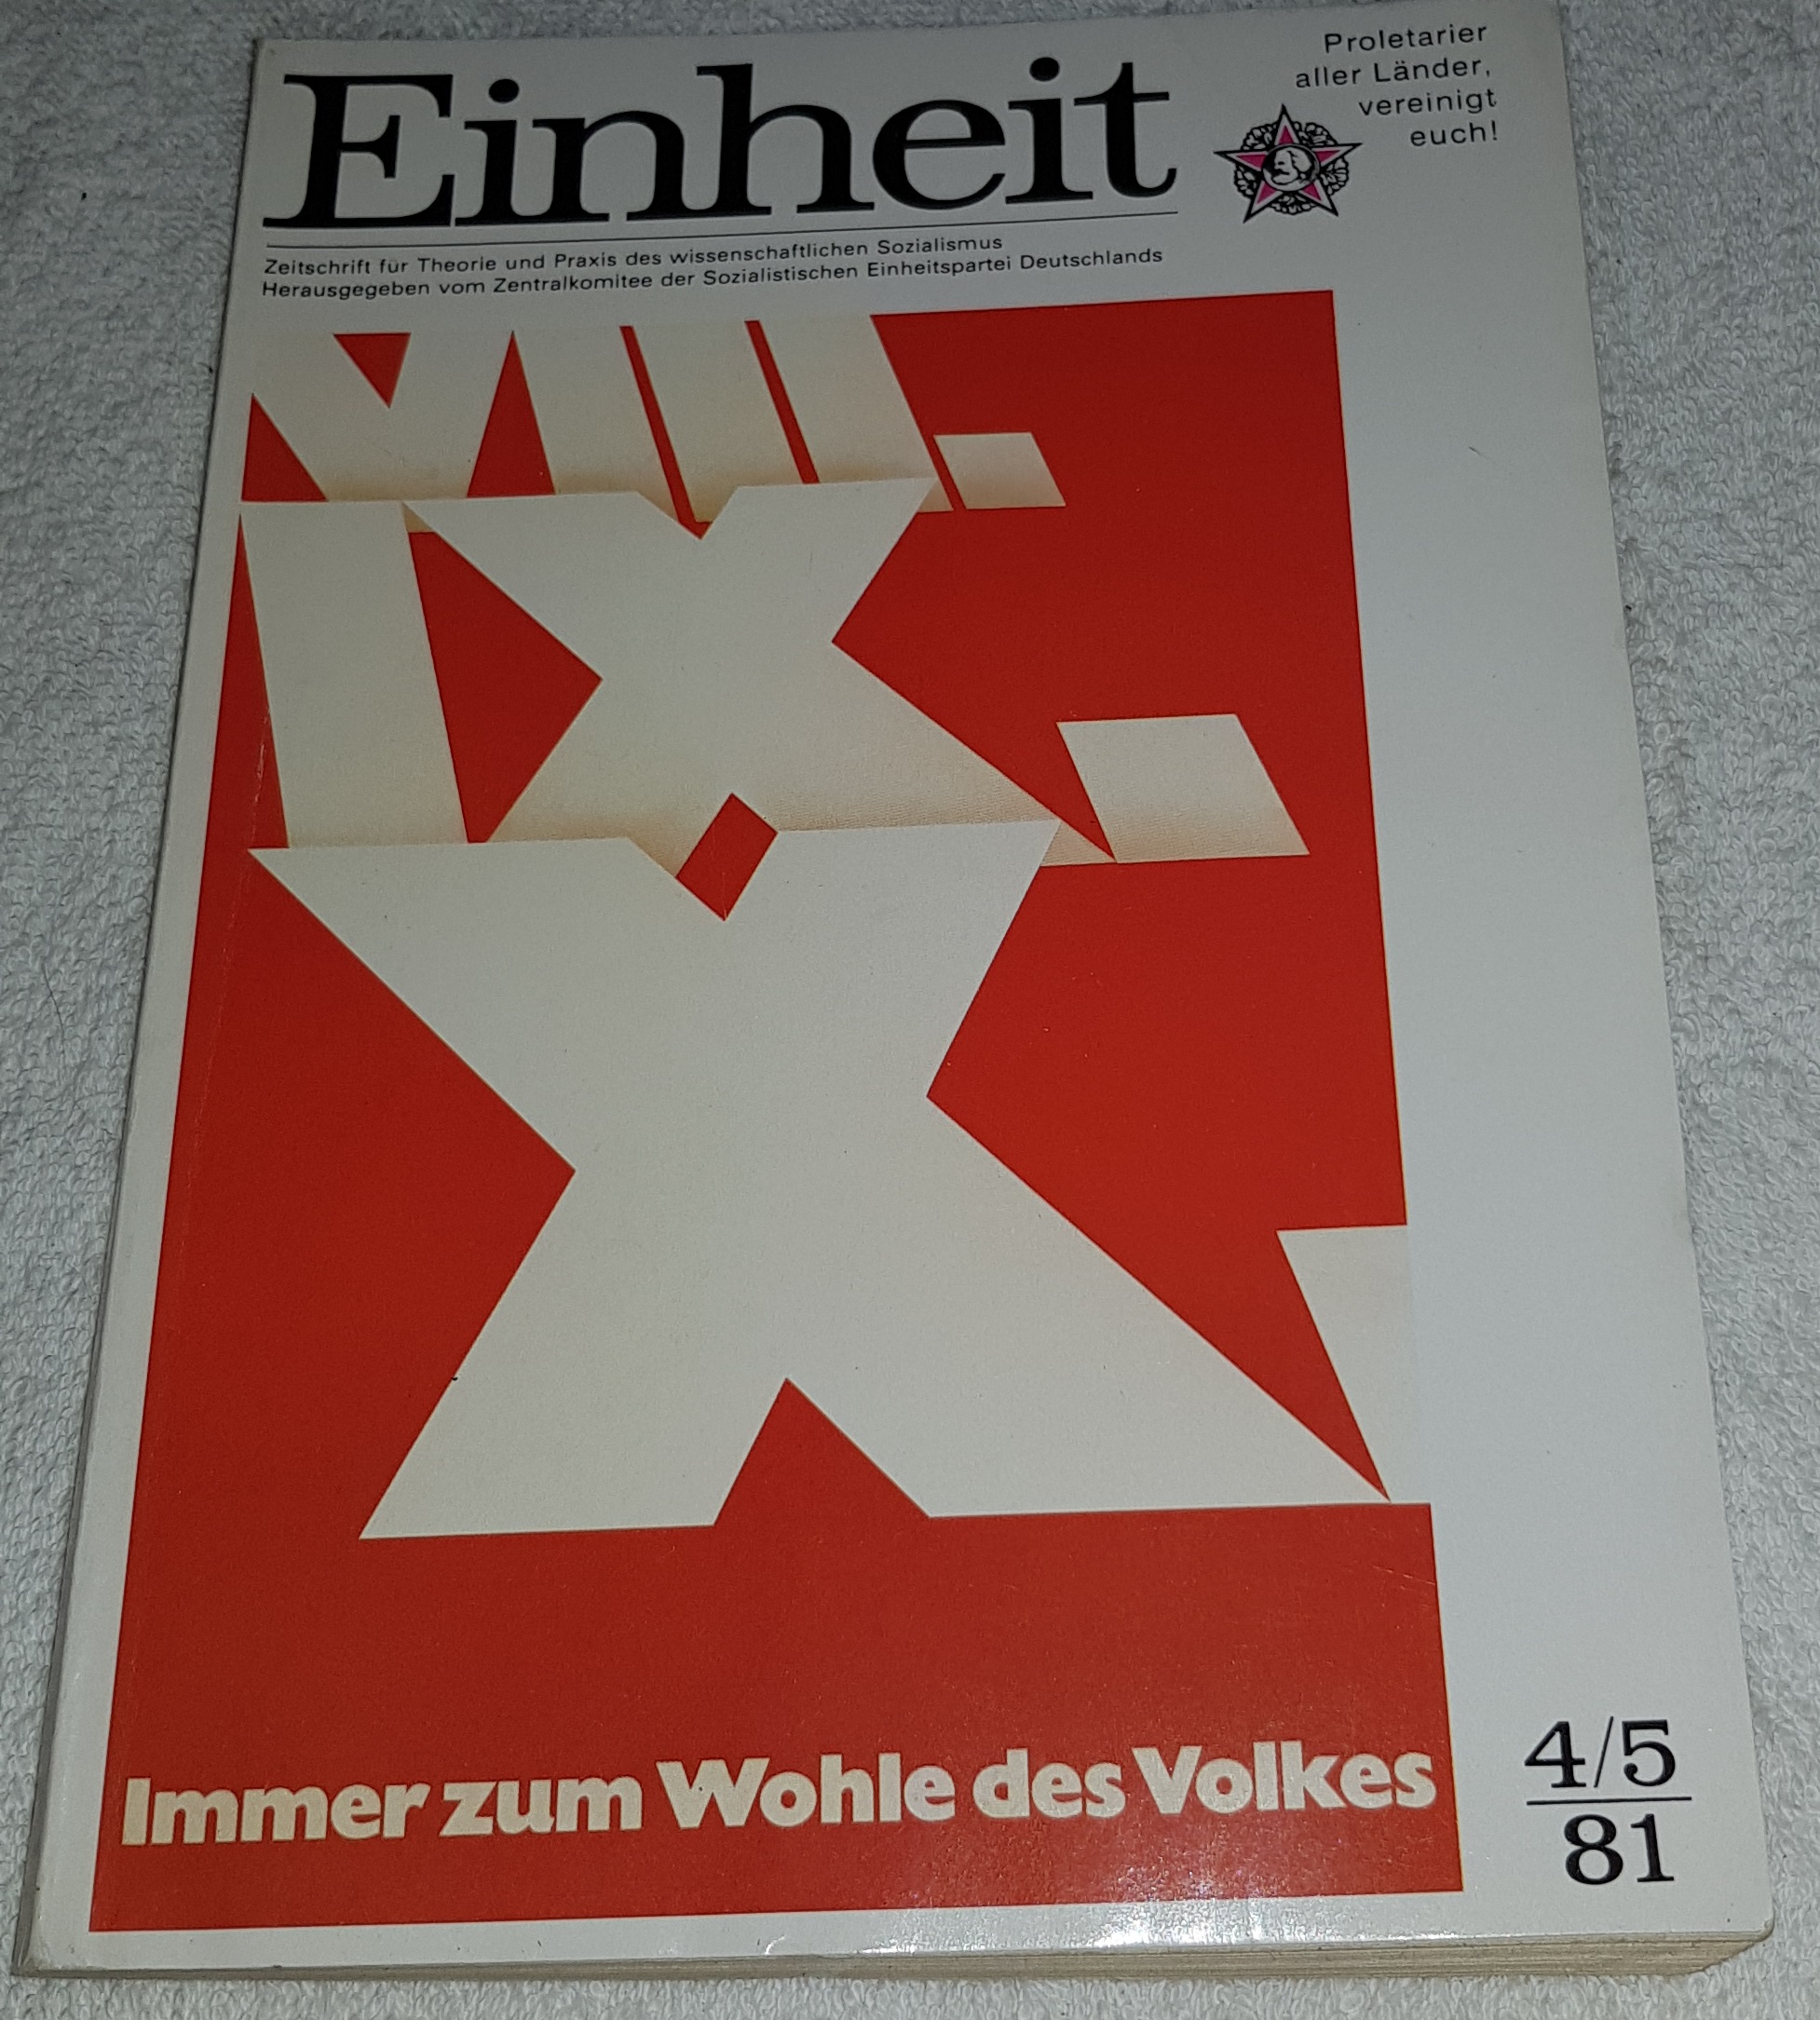 Einheit
Proletarier
aller Länder,
vereinigt
euch!
Zeitschrift für Theorie und Praxis des wissenschaftlichen Sozialismus
Herausgegeben vom Zentralkomitee der Sozialistischen Einheitspartei Deutschlands
VIII.
IX.
X.
Immer zum Wohle des Volkes
4/5
81